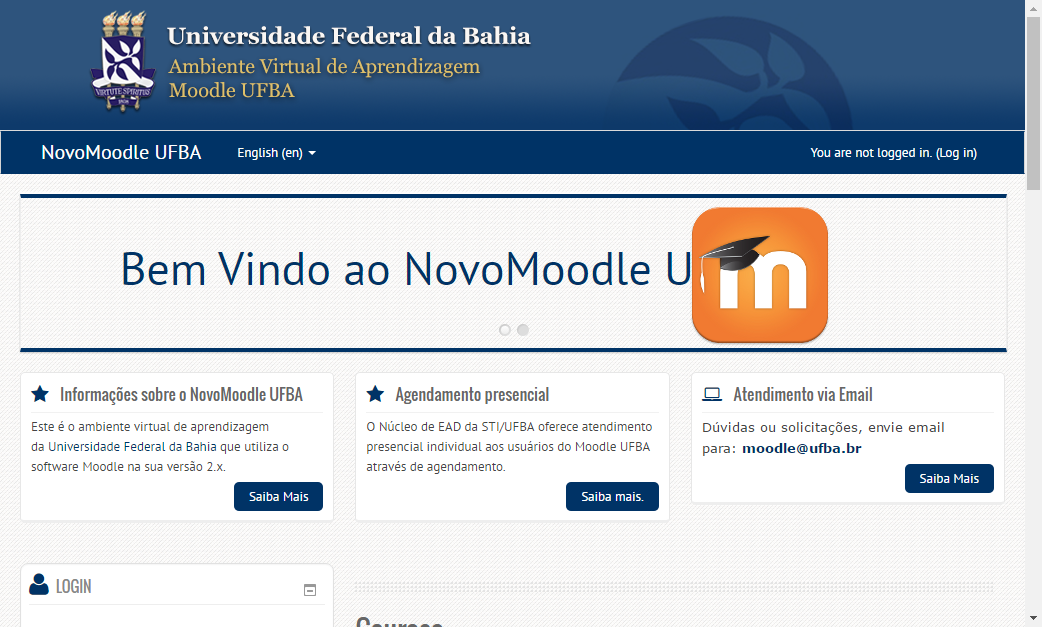 Universidade Federal da Bahia
Ambiente Virtual de Aprendizagem
Moodle UFBA
VIRTUTE SPIRITUS
NovoMoodle UFBA
English (en)
You are not logged in. (Log in)
Bem Vindo ao NovoMoodle U
m
Informações sobre o NovoMoodle UFBA
Este é o ambiente virtual de aprendizagem
da Universidade Federal da Bahia que utiliza o
software Moodle na sua versão 2.x.
Saiba Mais
Agendamento presencial
O Núcleo de EAD da STI/UFBA oferece atendimento
presencial individual aos usuários do Moodle UFBA
através de agendamento.
Saiba mais.
Atendimento via Email
Dúvidas ou solicitações, envie email
para: moodle@ufba.br
Saiba Mais
LOGIN
Courses